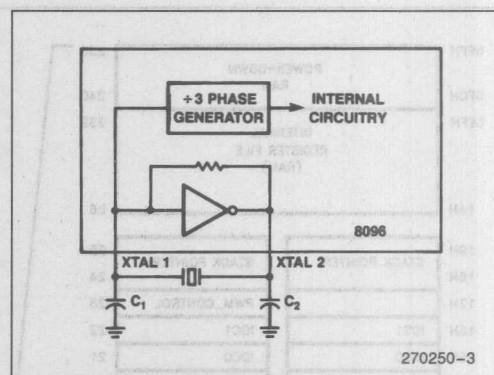 ÷3 PHASE
GENERATOR
INTERNAL
CIRCUITRY
8096
XTAL 1
XTAL 2
C1
C2
270250-3